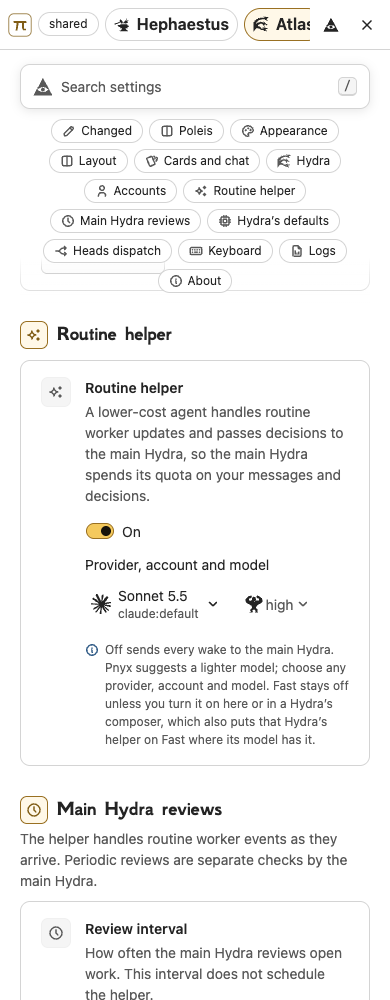 shared
Hephaestus
Atlas
Search settings
/
Changed
Poleis
Appearance
Layout
Cards and chat
Hydra
Accounts
Routine helper
Main Hydra reviews
Hydra's defaults
Heads dispatch
Keyboard
Logs
About
Routine helper
Routine helper
A lower-cost agent handles routine
worker updates and passes decisions to
the main Hydra, so the main Hydra
spends its quota on your messages and
decisions.
On
Provider, account and model
Sonnet 5.5
claude:default
high
Off sends every wake to the main Hydra.
Pnyx suggests a lighter model; choose any
provider, account and model. Fast stays off
unless you turn it on here or in a Hydra's
composer, which also puts that Hydra's
helper on Fast where its model has it.
Main Hydra reviews
The helper handles routine worker events as they
arrive. Periodic reviews are separate checks by the
main Hydra.
Review interval
How often the main Hydra reviews open
work. This interval does not schedule
the helper.